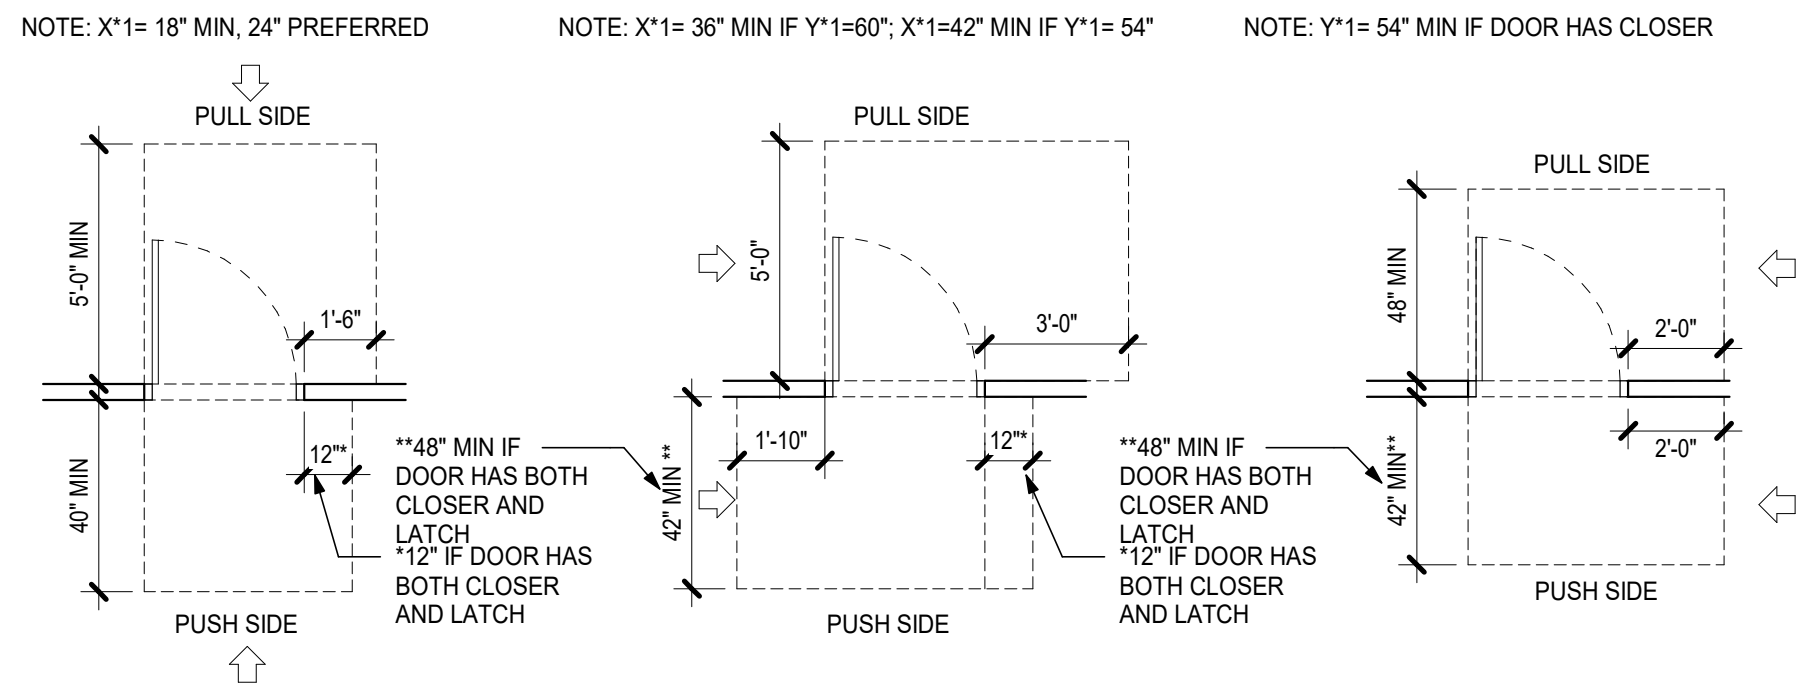 NOTE: X*1= 18" MIN, 24" PREFERRED
NOTE: X*1= 36" MIN IF Y*1=60"; X*1=42" MIN IF Y*1= 54"
NOTE: Y*1= 54" MIN IF DOOR HAS CLOSER
PULL SIDE
5'-0" MIN
1'-6"
12"*
40" MIN
**48" MIN IF
DOOR HAS BOTH
CLOSER AND
LATCH
*12" IF DOOR HAS
BOTH CLOSER
AND LATCH
PUSH SIDE
PULL SIDE
5'-0"
3'-0"
1'-10"
12"*
42" MIN **
**48" MIN IF
DOOR HAS BOTH
CLOSER AND
LATCH
*12" IF DOOR HAS
BOTH CLOSER
AND LATCH
PUSH SIDE
PULL SIDE
48" MIN
2'-0"
2'-0"
42" MIN**
PUSH SIDE